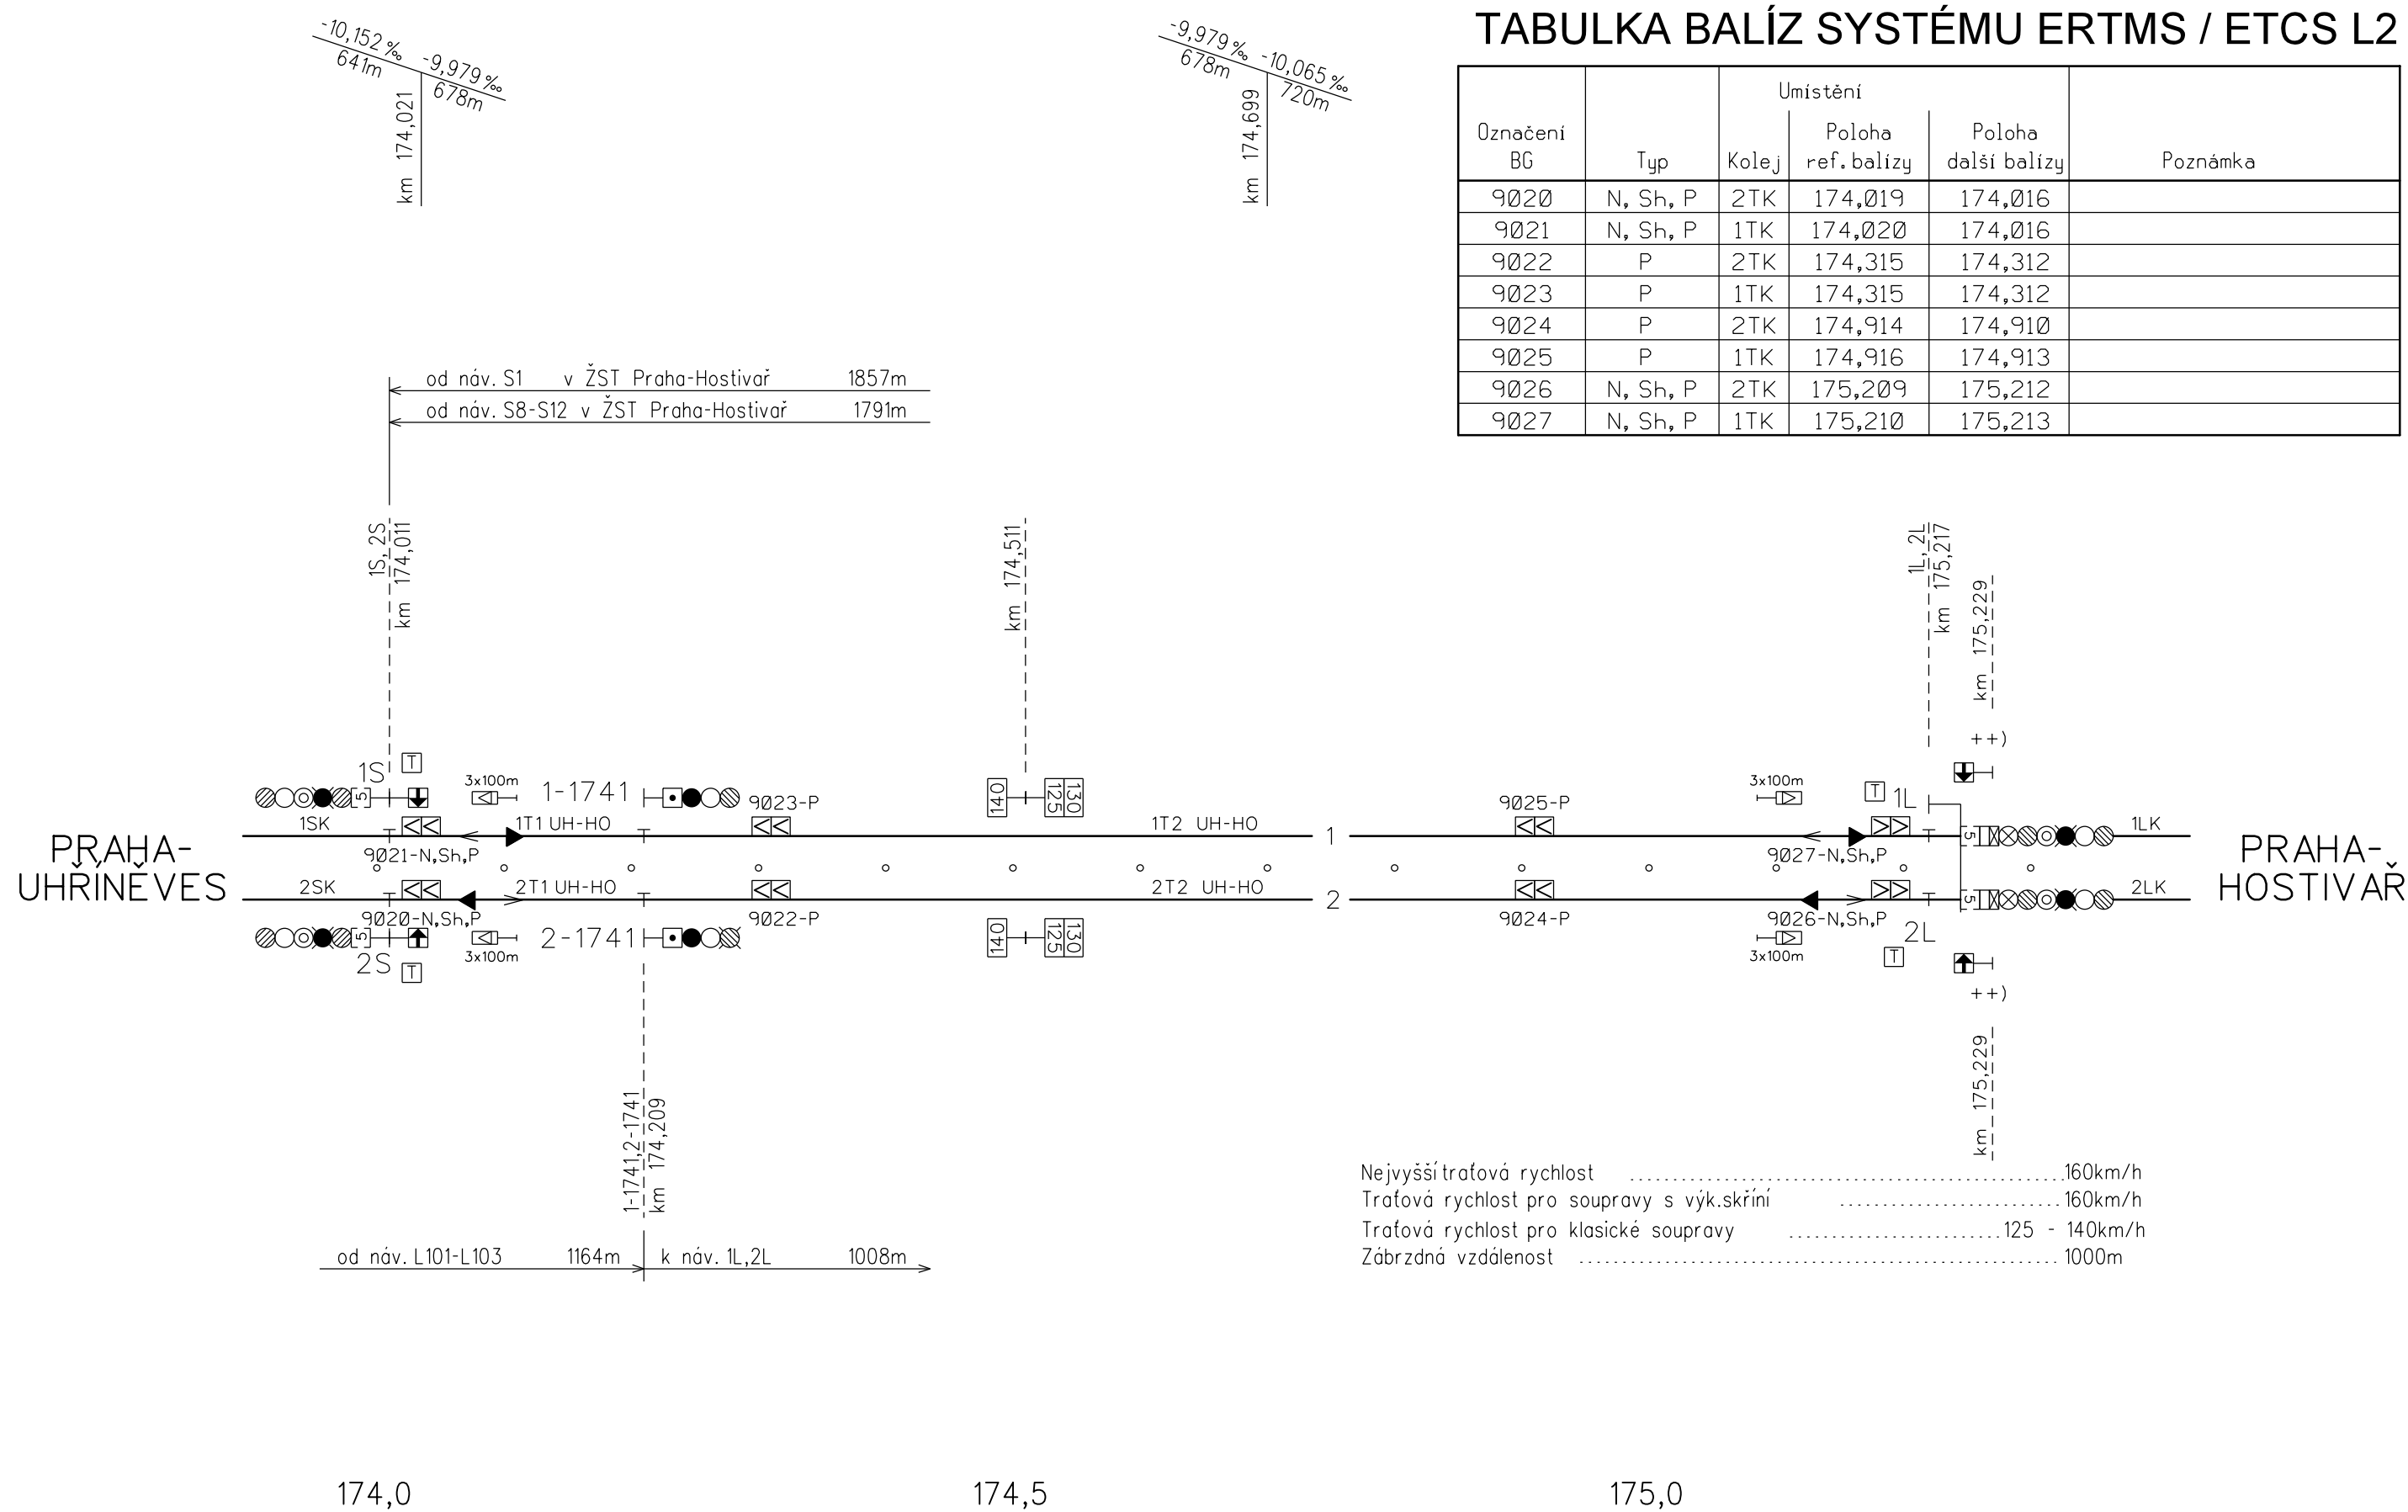 TABULKA BALÍZ SYSTÉMU ERTMS / ETCS L2
-10,152‰ -9,979‰
641m 678m
km 174,021
-9,979‰ -10,065‰
678m 720m
km 174,699
Umístění
Označení BG Typ Kolej Poloha ref. balízy Poloha další balízy Poznámka
9020 N, Sh, P 2TK 174,019 174,016
9021 N, Sh, P 1TK 174,020 174,016
9022 P 2TK 174,315 174,312
9023 P 1TK 174,315 174,312
9024 P 2TK 174,914 174,910
9025 P 1TK 174,916 174,913
9026 N, Sh, P 2TK 175,209 175,212
9027 N, Sh, P 1TK 175,210 175,213
od náv. S1 v ŽST Praha-Hostivař 1857m
od náv. S8-S12 v ŽST Praha-Hostivař 1791m
1S, 2S
km 174,011
km 174,511
1L, 2L
km 175,217
km 175,229
++)
1S T 3x100m 1-1741 9023-P 140 125 130 9025-P 3x100m T 1L
5
PRAHA-
UHŘÍNĚVES
1SK 1T1 UH-HO 1T2 UH-HO 1 5 1LK
9021-N,Sh,P 9027-N,Sh,P
2SK 2T1 UH-HO 2T2 UH-HO 2 5 2LK
9020-N,Sh,P 9022-P 9024-P 9026-N,Sh,P
PRAHA-
HOSTIVAŘ
5 2-1741 140 125 130 2L
2S T 3x100m 3x100m T
++)
km 175,229
1-1741,2-1741
km 174,209
od náv. L101-L103 1164m k náv. 1L,2L 1008m
Nejvyšší traťová rychlost ........ 160km/h
Traťová rychlost pro soupravy s výk.skříní ........ 160km/h
Traťová rychlost pro klasické soupravy ........ 125 - 140km/h
Zábrzdná vzdálenost ........ 1000m
174,0 174,5 175,0